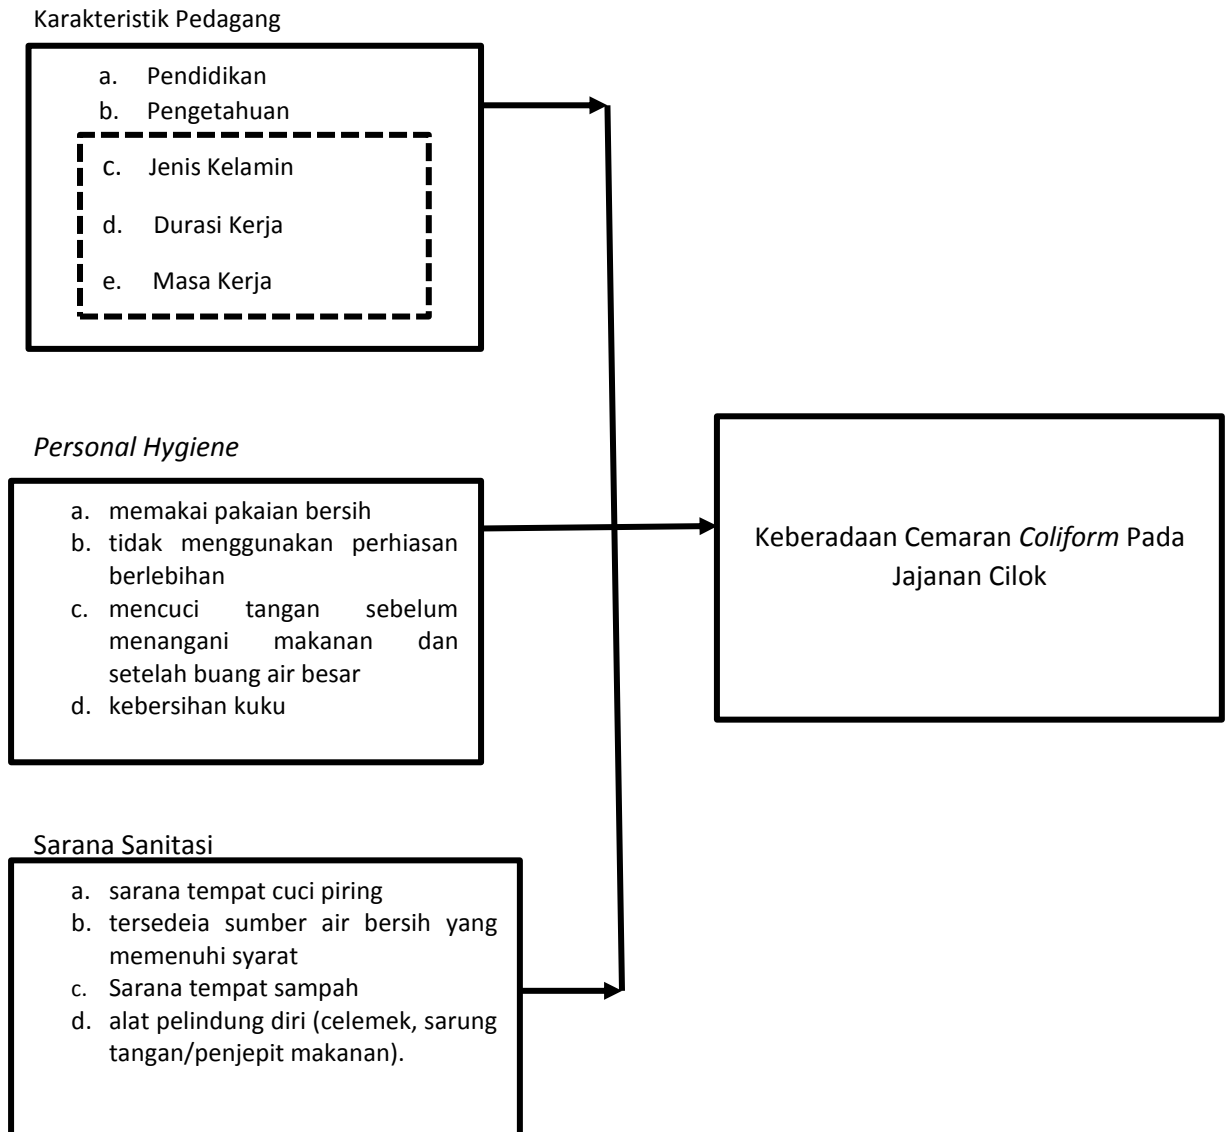 Karakteristik Pedagang
a. Pendidikan
b. Pengetahuan
c. Jenis Kelamin
d. Durasi Kerja
e. Masa Kerja
Personal Hygiene
a. memakai pakaian bersih
b. tidak menggunakan perhiasan
berlebihan
c. mencuci tangan sebelum
menangani makanan dan
setelah buang air besar
d. kebersihan kuku
Keberadaan Cemaran Coliform Pada
Jajanan Cilok
Sarana Sanitasi
a. sarana tempat cuci piring
b. tersedeia sumber air bersih yang
memenuhi syarat
c. Sarana tempat sampah
d. alat pelindung diri (celemek, sarung
tangan/penjepit makanan).